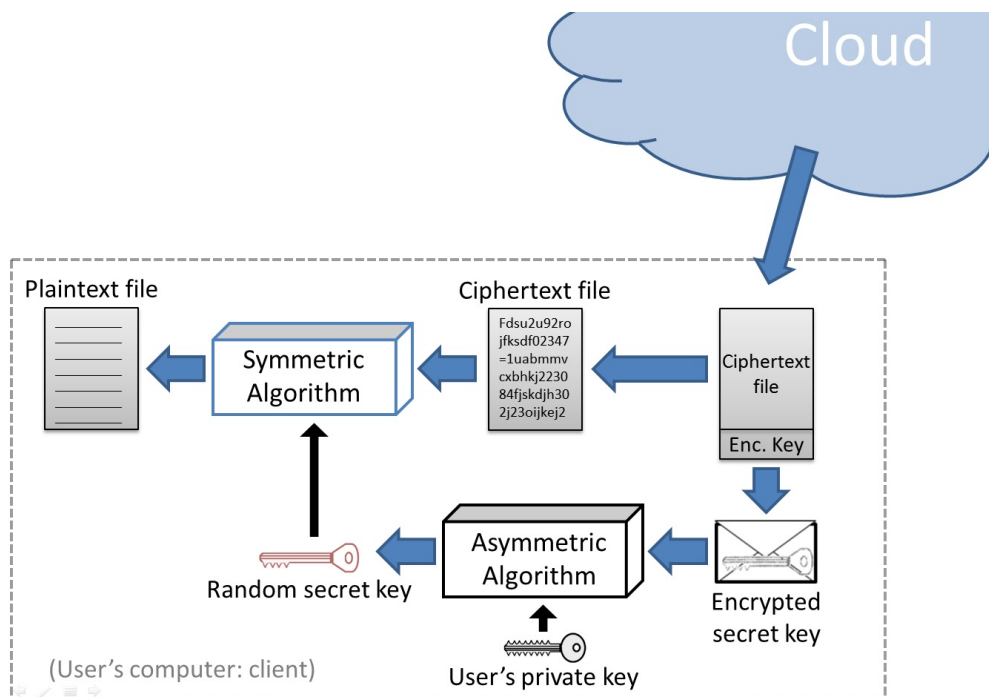 Cloud
Plaintext file
Ciphertext file
Fdsu2u92ro
jfksdf02347
=1uabmmv
cxbhkj2230
84fjskdjh30
2j23oijkej2
Symmetric
Algorithm
Ciphertext
file
Enc. Key
Asymmetric
Algorithm
Random secret key
Encrypted
secret key
User's private key
(User's computer: client)